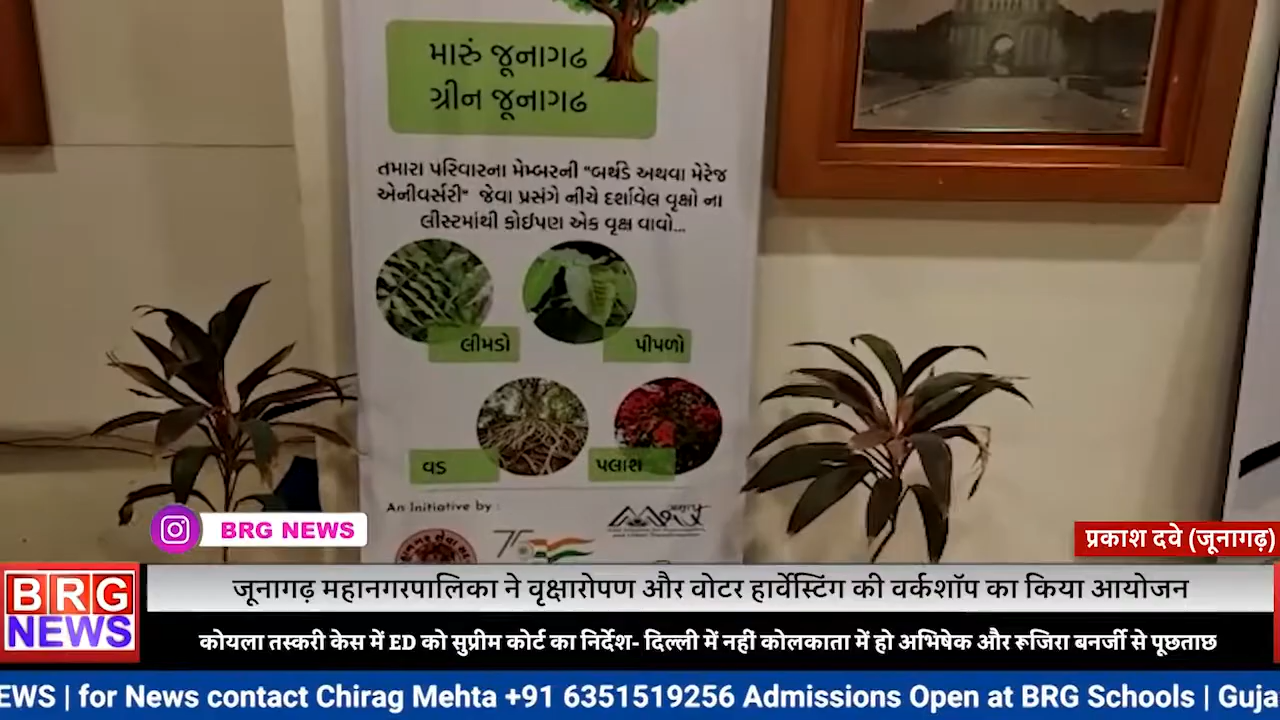 મારું જૂનાગઢ
ગ્રીન જૂનાગઢ
તમારા પરિવારના મેમ્બરની "બર્થડે અથવા મેરેજ
એનીવર્સરી" જેવા પ્રસંગે નીચે દર્શાવેલ વૃક્ષો ના
લીસ્ટમાંથી કોઈપણ એક વૃક્ષ વાવો...
લીમડો
પીપળો
વડ
પલાશ
An Initiative by :
75
BRG NEWS
प्रकाश दवे (जूनागढ़)
BRG
NEWS
जूनागढ़ महानगरपालिका ने वृक्षारोपण और वोटर हार्वेस्टिंग की वर्कशॉप का किया आयोजन
कोयला तस्करी केस में ED को सुप्रीम कोर्ट का निर्देश- दिल्ली में नहीं कोलकाता में हो अभिषेक और रूजिरा बनर्जी से पूछताछ
EWS | for News contact Chirag Mehta +91 6351519256 Admissions Open at BRG Schools | Guja